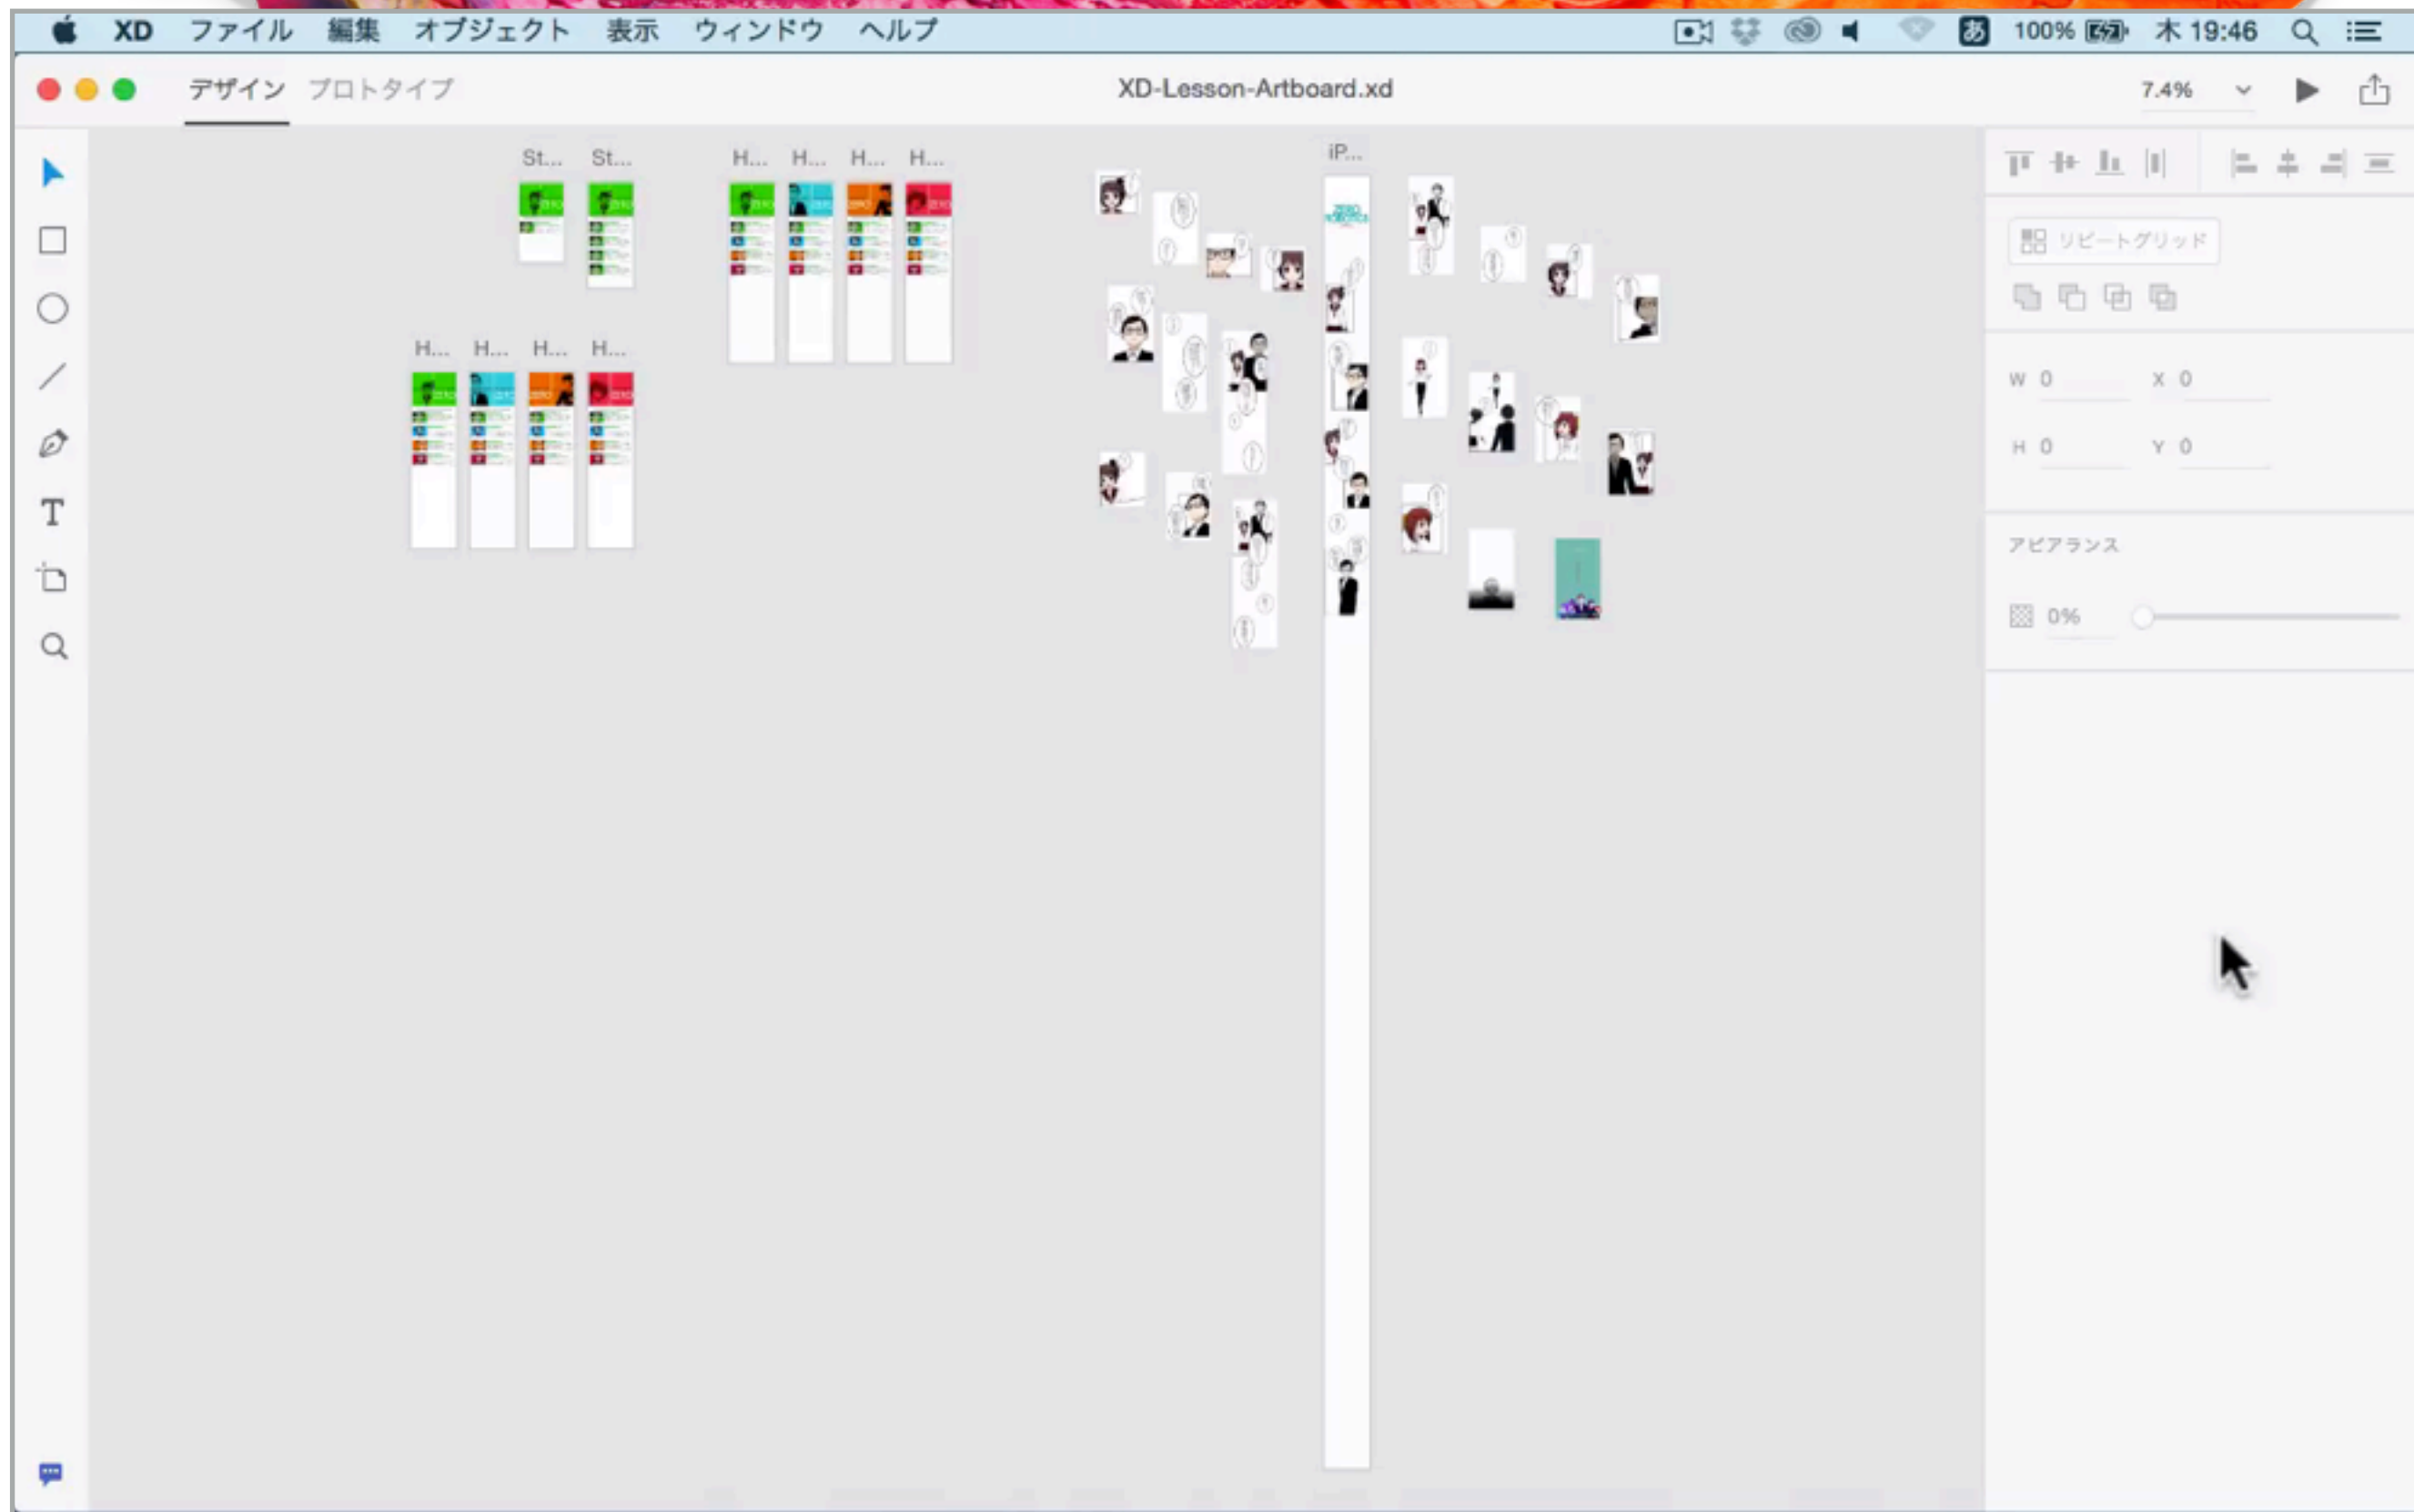 XD ファイル 編集 オブジェクト 表示 ウィンドウ ヘルプ あ 100% 木 19:46
デザイン プロトタイプ XD-Lesson-Artboard.xd 7.4%
St... St... H... H... H... H... iP...
H... H... H... H...
リピートグリッド
W 0 X 0
H 0 Y 0
アピアランス
0%